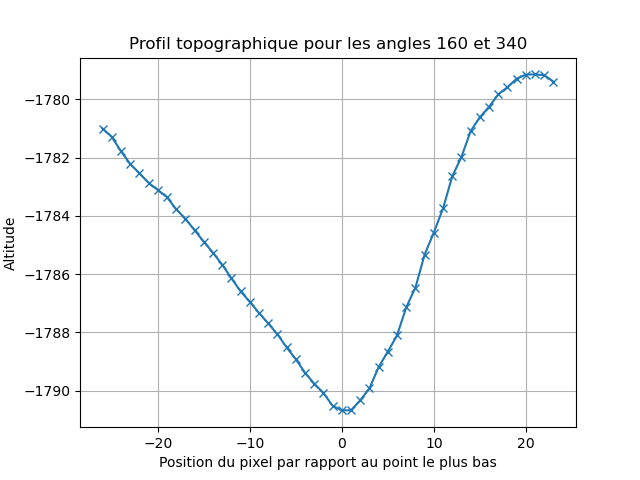 Profil topographique pour les angles 160 et 340
Altitude
−1780
−1782
−1784
−1786
−1788
−1790
−20 −10 0 10 20
Position du pixel par rapport au point le plus bas